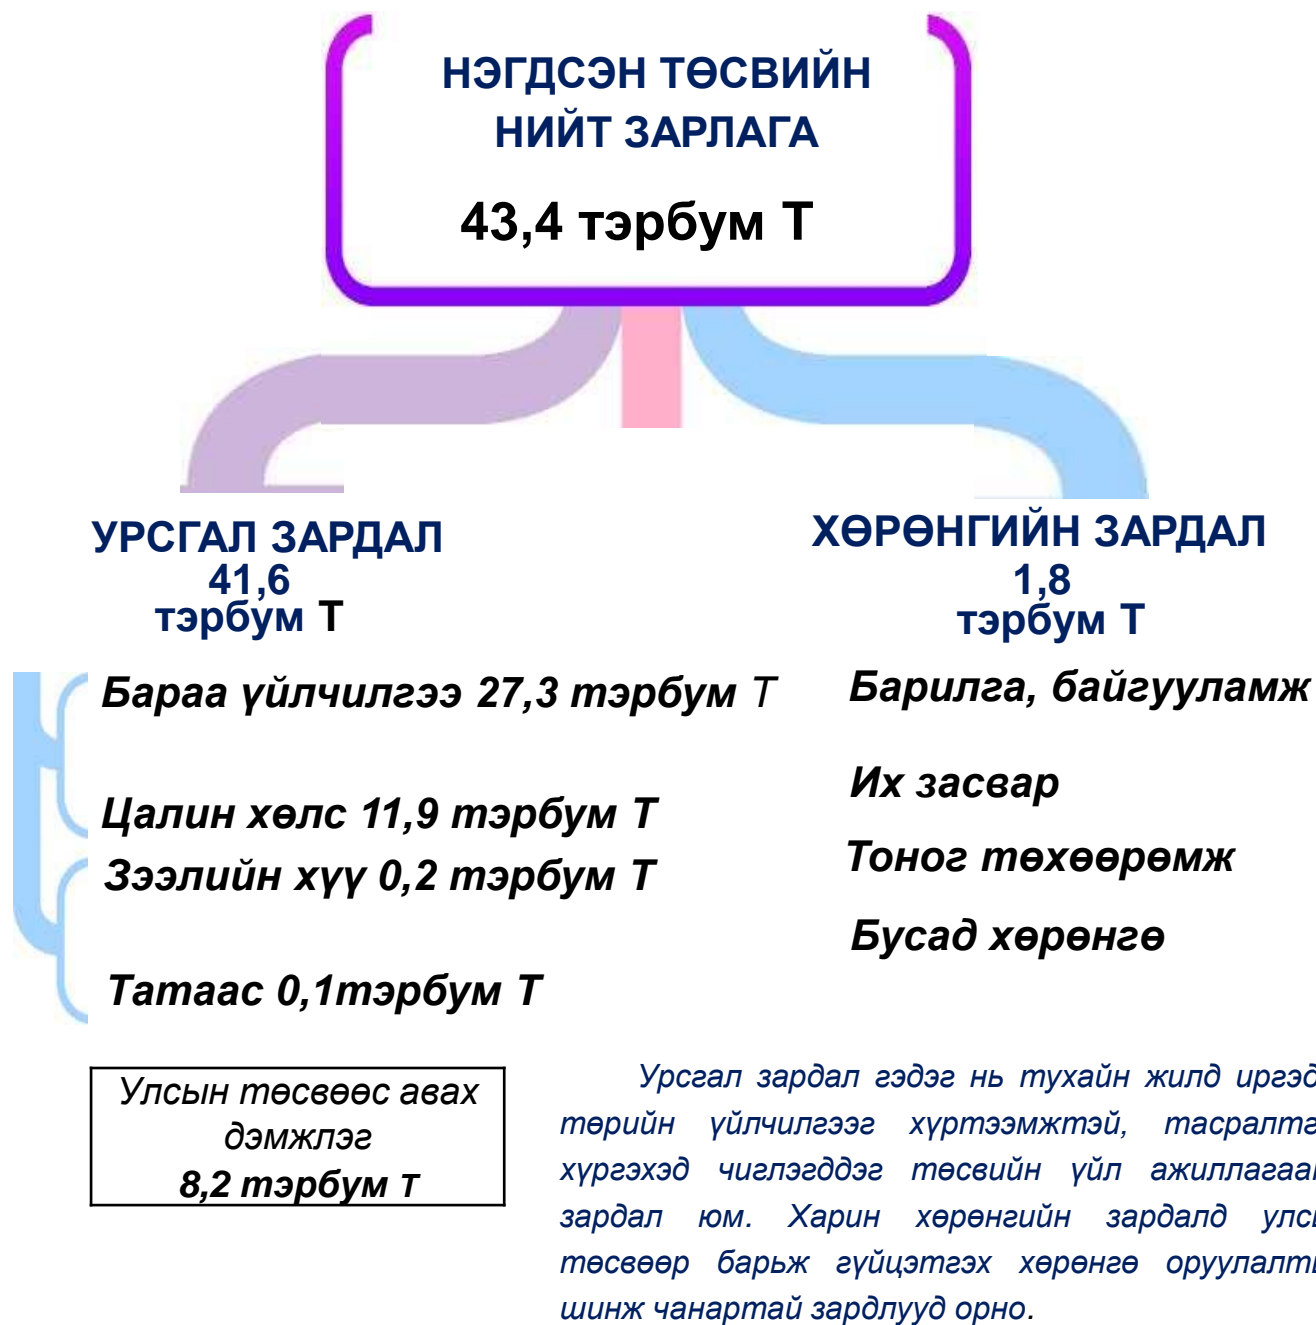 НЭГДСЭН ТӨСВИЙН
НИЙТ ЗАРЛАГА
43,4 тэрбум Т
УРСГАЛ ЗАРДАЛ
41,6
тэрбум Т
Бараа үйлчилгээ 27,3 тэрбум Т
Цалин хөлс 11,9 тэрбум Т
Зээлийн хүү 0,2 тэрбум Т
Татаас 0,1тэрбум Т
ХӨРӨНГИЙН ЗАРДАЛ
1,8
тэрбум Т
Барилга, байгууламж
Их засвар
Тоног төхөөрөмж
Бусад хөрөнгө
Улсын төсвөөс авах
дэмжлэг
8,2 тэрбум Т
Урсгал зардал гэдэг нь тухайн жилд иргэд
төрийн үйлчилгээг хүртээмжтэй,
хүргэхэд чиглэгддэг төсвийн үйл
зардал юм. Харин хөрөнгийн зардалд
төсвөөр барьж гүйцэтгэх хөрөнгө
шинж чанартай зардлууд орно.